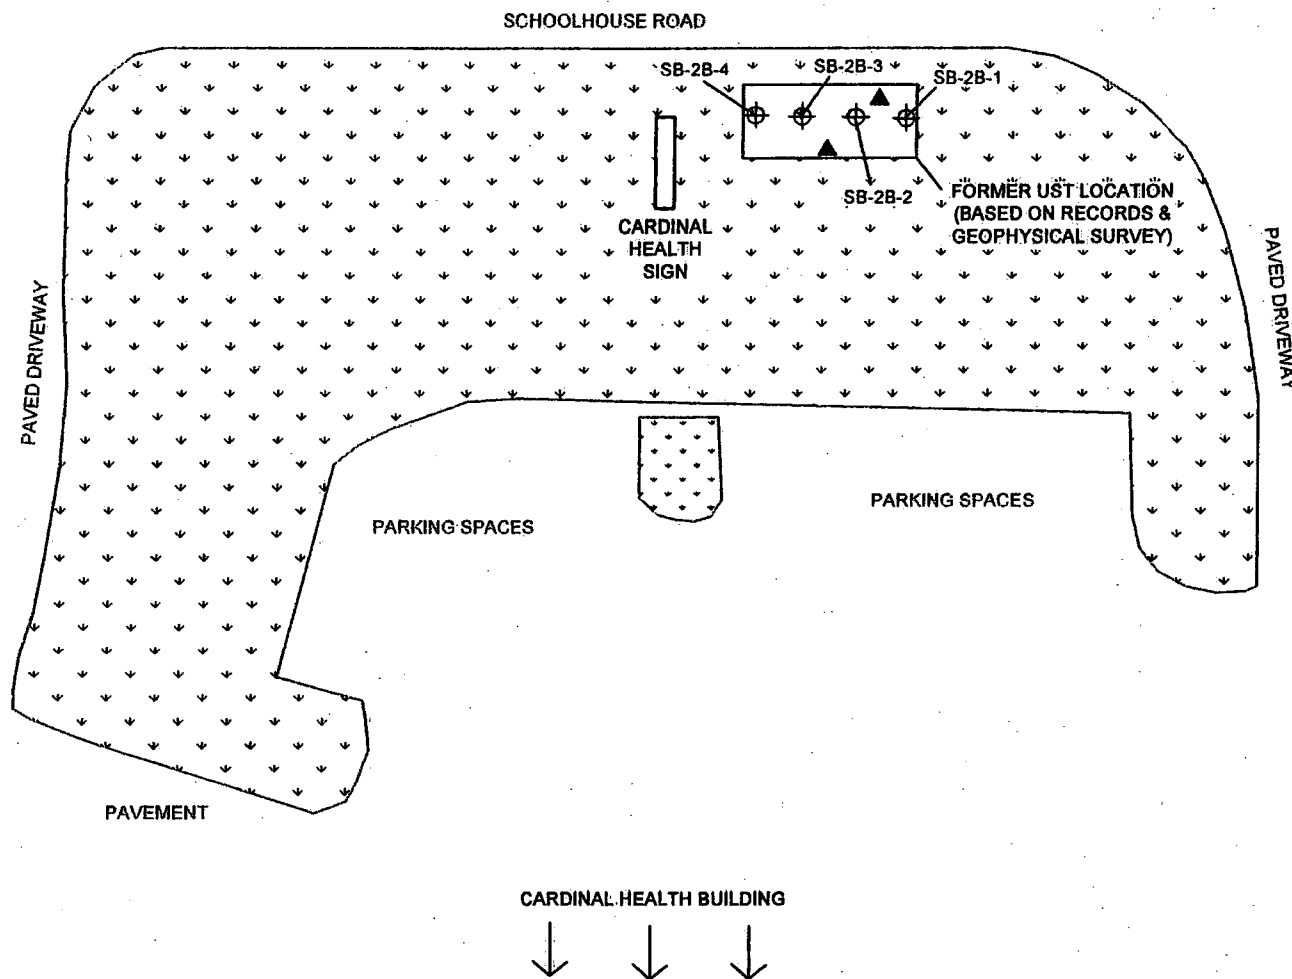 SCHOOLHOUSE ROAD
SB-2B-4
SB-2B-3
SB-2B-1
SB-2B-2
FORMER UST LOCATION
(BASED ON RECORDS &
GEOPHYSICAL SURVEY)
CARDINAL
HEALTH
SIGN
PAVED DRIVEWAY
PAVED DRIVEWAY
PARKING SPACES
PARKING SPACES
PAVEMENT
CARDINAL HEALTH BUILDING